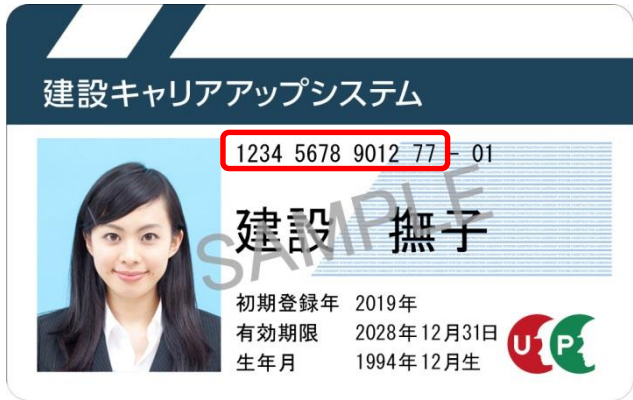 建設キャリアアップシステム
1234 5678 9012 77 - 01
建設 撫子
SAMPLE
初期登録年 2019年
有効期限 2028年12月31日
生年月 1994年12月生